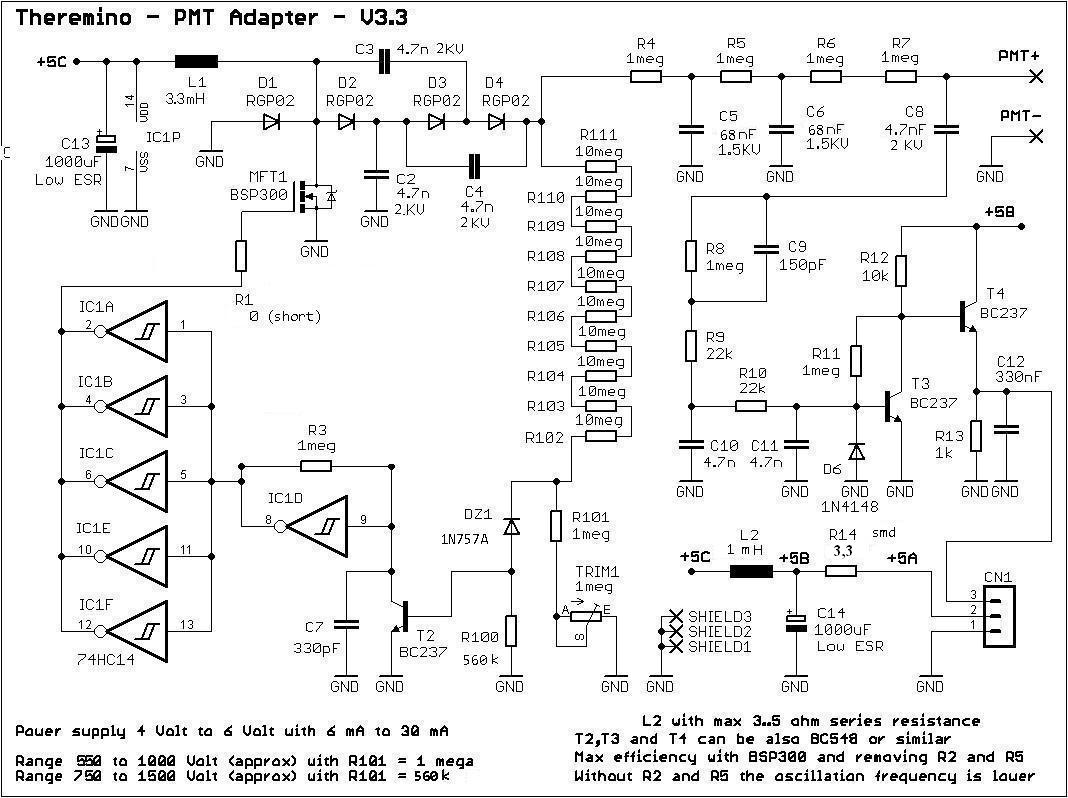 Theremino - PMT Adapter - V3.3
+5C
L1
3.3mH
C3
4.7n 2KV
D1
RGP02
D2
RGP02
D3
RGP02
D4
RGP02
14
VDD
IC1P
7
VSS
C13
1000uF
Low ESR
GND
GND
GND
MFT1
BSP300
GND
C2
4.7n
2KV
GND
C4
4.7n
2KV
R1
0 (short)
R4
1meg
R5
1meg
R6
1meg
R7
1meg
PMT+
PMT-
GND
C5
68nF
1.5KV
GND
C6
68nF
1.5KV
GND
C8
4.7nF
2 KV
R111
10meg
10meg
R110
10meg
R109
10meg
R108
10meg
R107
10meg
R106
10meg
R105
10meg
R104
10meg
R103
10meg
R102
R8
1meg
C9
150pF
R9
22k
R10
22k
R11
1meg
R12
10k
+5B
T4
BC237
T3
BC237
C12
330nF
R13
1k
C10
4.7n
C11
4.7n
D6
1N4148
GND
GND
GND
GND
GND
GND
IC1A
2
1
IC1B
4
3
IC1C
6
5
IC1E
10
11
IC1F
12
13
74HC14
R3
1meg
IC1D
8
9
C7
330pF
GND
T2
BC237
GND
DZ1
1N757A
R100
560k
GND
R101
1meg
TRIM1
1meg
A
E
S
GND
+5C
L2
1 mH
+5B
R14
3,3
smd
+5A
CN1
3
2
1
SHIELD3
SHIELD2
SHIELD1
GND
C14
1000uF
Low ESR
GND
GND
Power supply 4 Volt to 6 Volt with 6 mA to 30 mA
Range 550 to 1000 Volt (approx) with R101 = 1 mega
Range 750 to 1500 Volt (approx) with R101 = 560k
L2 with max 3..5 ohm series resistance
T2,T3 and T4 can be also BC548 or similar
Max efficiency with BSP300 and removing R2 and R5
Without R2 and R5 the oscillation frequency is lower